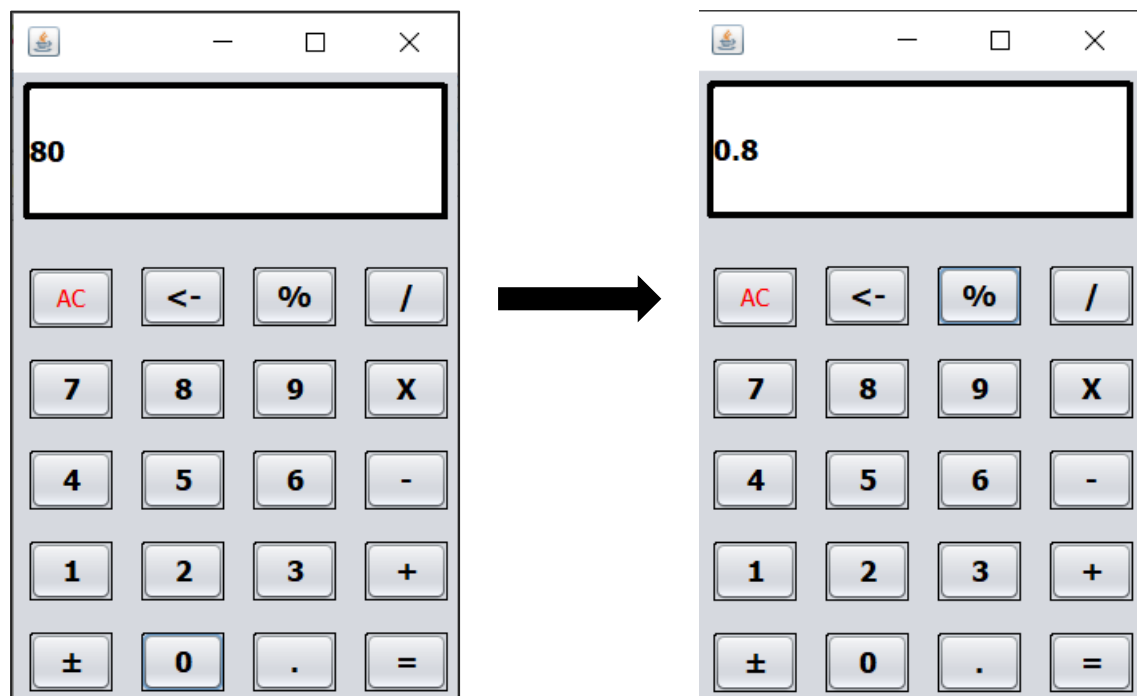 80
AC <- % /
7 8 9 X
4 5 6 -
1 2 3 +
± 0 . =
0.8
AC <- % /
7 8 9 X
4 5 6 -
1 2 3 +
± 0 . =